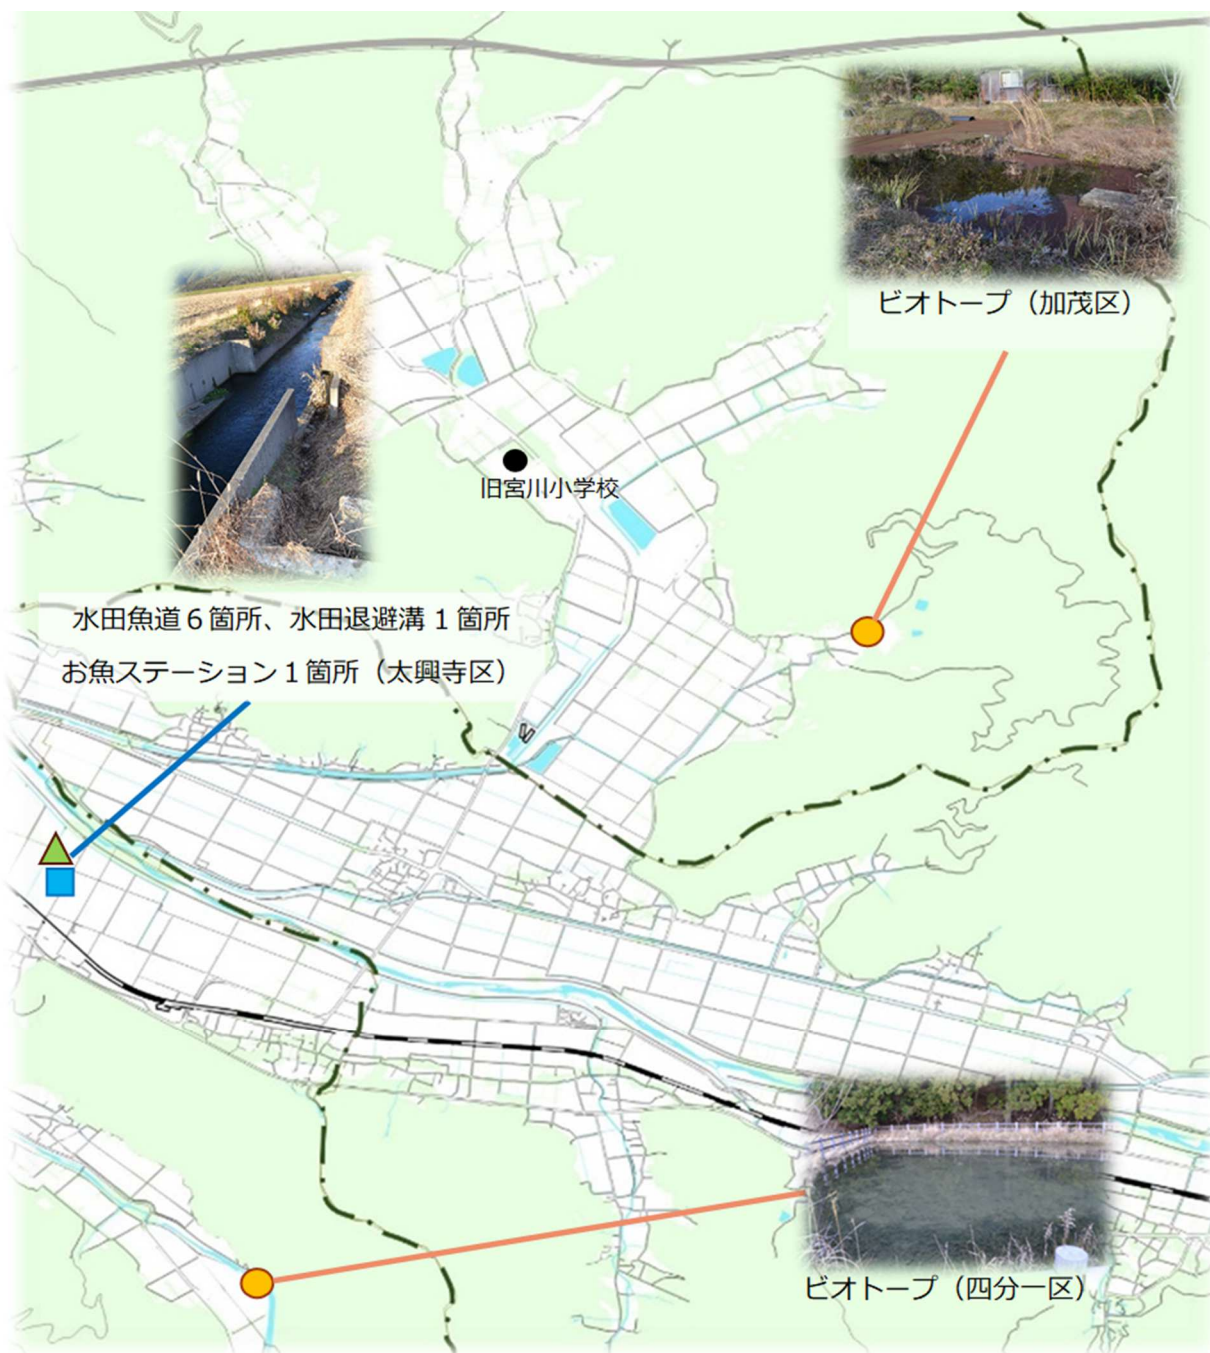 ビオトープ（加茂区）
旧宮川小学校
水田魚道６箇所、水田退避溝１箇所
お魚ステーション１箇所（太興寺区）
ビオトープ（四分一区）